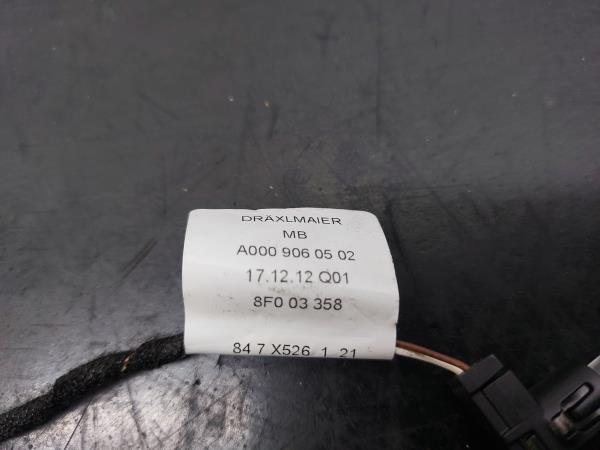 DRÄXLMAIER
MB
A000 906 05 02
17.12.12 Q01
8F0 03 358
84 7 X526 1 21